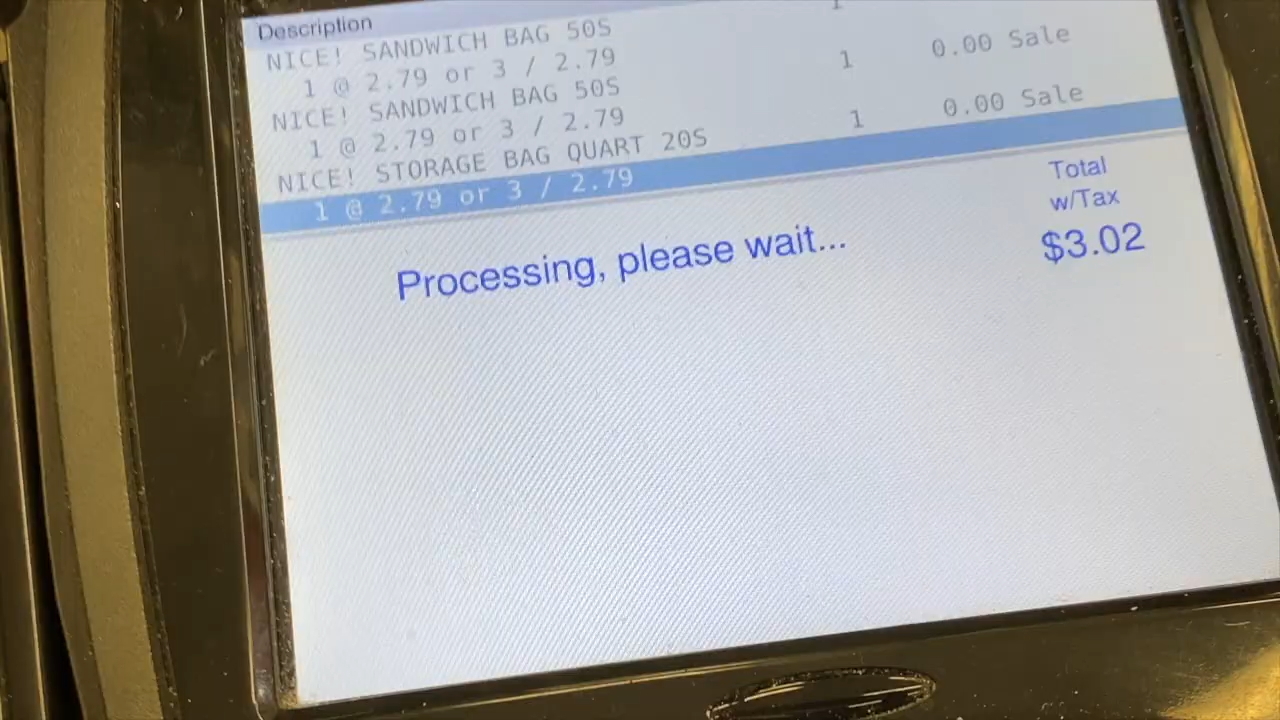 Description
NICE! SANDWICH BAG 50S 1
1 @ 2.79 or 3 / 2.79
NICE! SANDWICH BAG 50S 1 0.00 Sale
1 @ 2.79 or 3 / 2.79
NICE! STORAGE BAG QUART 20S 1 0.00 Sale
1 @ 2.79 or 3 / 2.79
Processing, please wait...
Total
w/Tax
$3.02